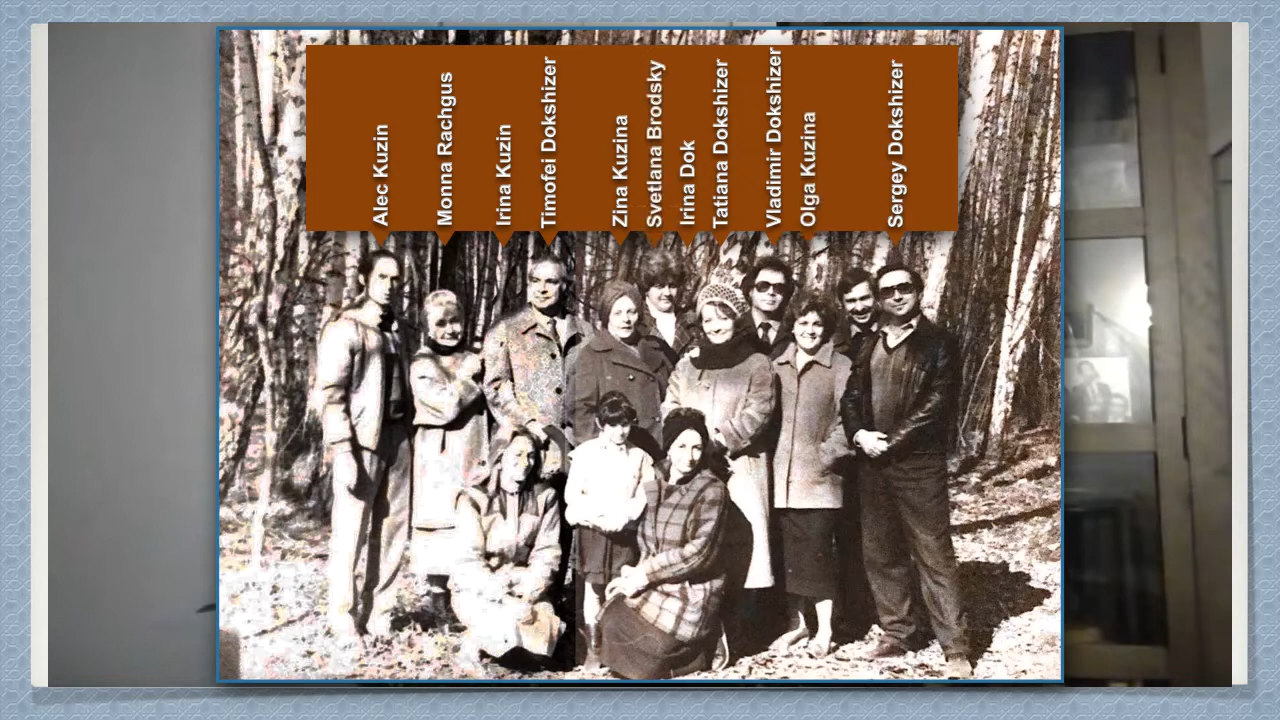 Alec Kuzin
Monna Rachgus
Irina Kuzin
Timofei Dokshizer
Zina Kuzina
Svetlana Brodsky
Irina Dok
Tatiana Dokshizer
Vladimir Dokshizer
Olga Kuzina
Sergey Dokshizer